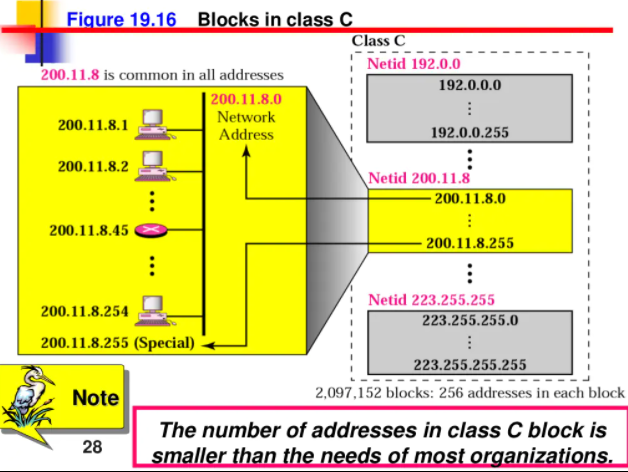 Figure 19.16 Blocks in class C
Class C
200.11.8 is common in all addresses
200.11.8.1
200.11.8.2
200.11.8.45
200.11.8.254
200.11.8.255 (Special)
200.11.8.0
Network
Address
Netid 192.0.0
192.0.0.0
192.0.0.255
Netid 200.11.8
200.11.8.0
200.11.8.255
Netid 223.255.255
223.255.255.0
223.255.255.255
2,097,152 blocks: 256 addresses in each block
Note
28
The number of addresses in class C block is
smaller than the needs of most organizations.